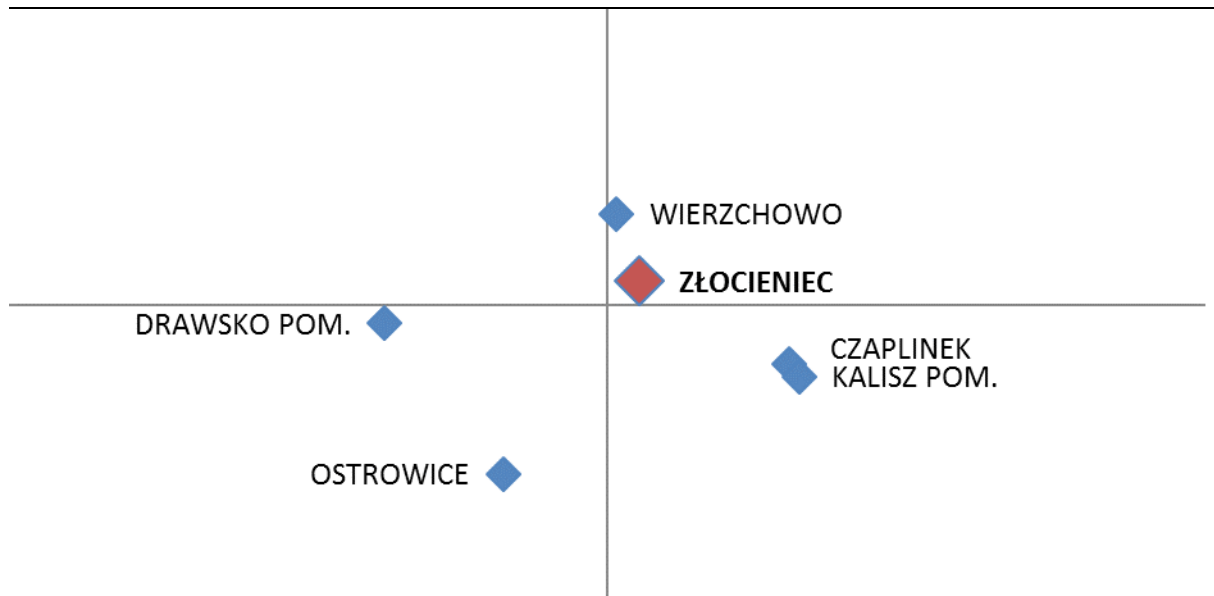 WIERZCHOWO
ZŁOCIENIEC
DRAWSKO POM.
CZAPLINEK
KALISZ POM.
OSTROWICE